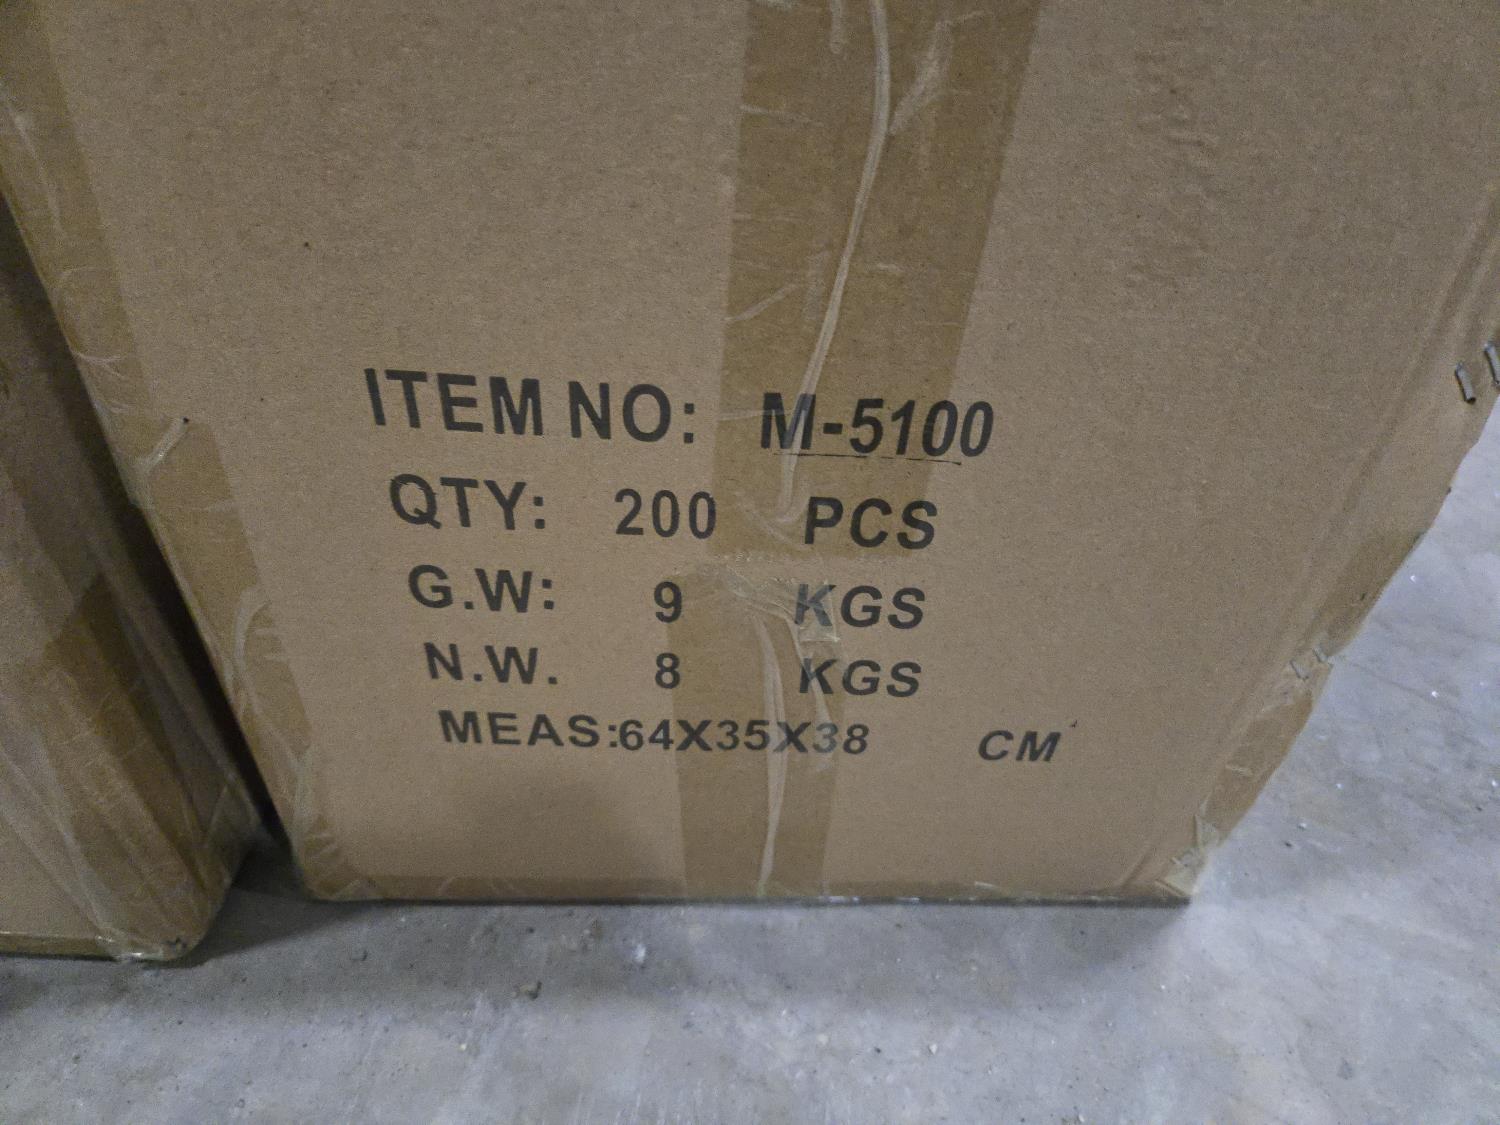 ITEM NO: M-5100
QTY: 200 PCS
G.W: 9 KGS
N.W. 8 KGS
MEAS:64X35X38 CM